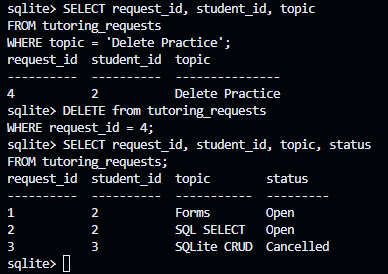 sqlite> SELECT request_id, student_id, topic
FROM tutoring_requests
WHERE topic = 'Delete Practice';
request_id  student_id  topic
----------  ----------  ---------------
4           2           Delete Practice
sqlite> DELETE from tutoring_requests
WHERE request_id = 4;
sqlite> SELECT request_id, student_id, topic, status
FROM tutoring_requests;
request_id  student_id  topic        status
----------  ----------  -----------  ---------
1           2           Forms        Open
2           2           SQL SELECT   Open
3           3           SQLite CRUD  Cancelled
sqlite>